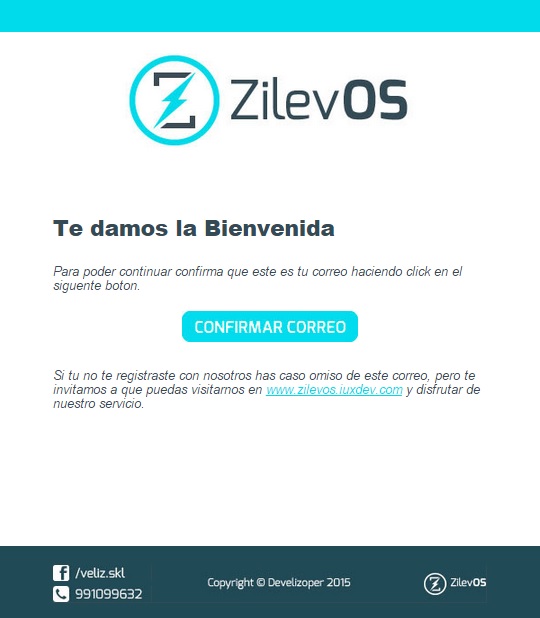 ZilevOS
Te damos la Bienvenida
Para poder continuar confirma que este es tu correo haciendo click en el
siguente boton.
CONFIRMAR CORREO
Si tu no te registraste con nosotros has caso omiso de este correo, pero te
invitamos a que puedas visitarnos en www.zilevos.iuxdev.com y disfrutar de
nuestro servicio.
/veliz.skl
991099632
Copyright © Develizoper 2015
ZilevOS